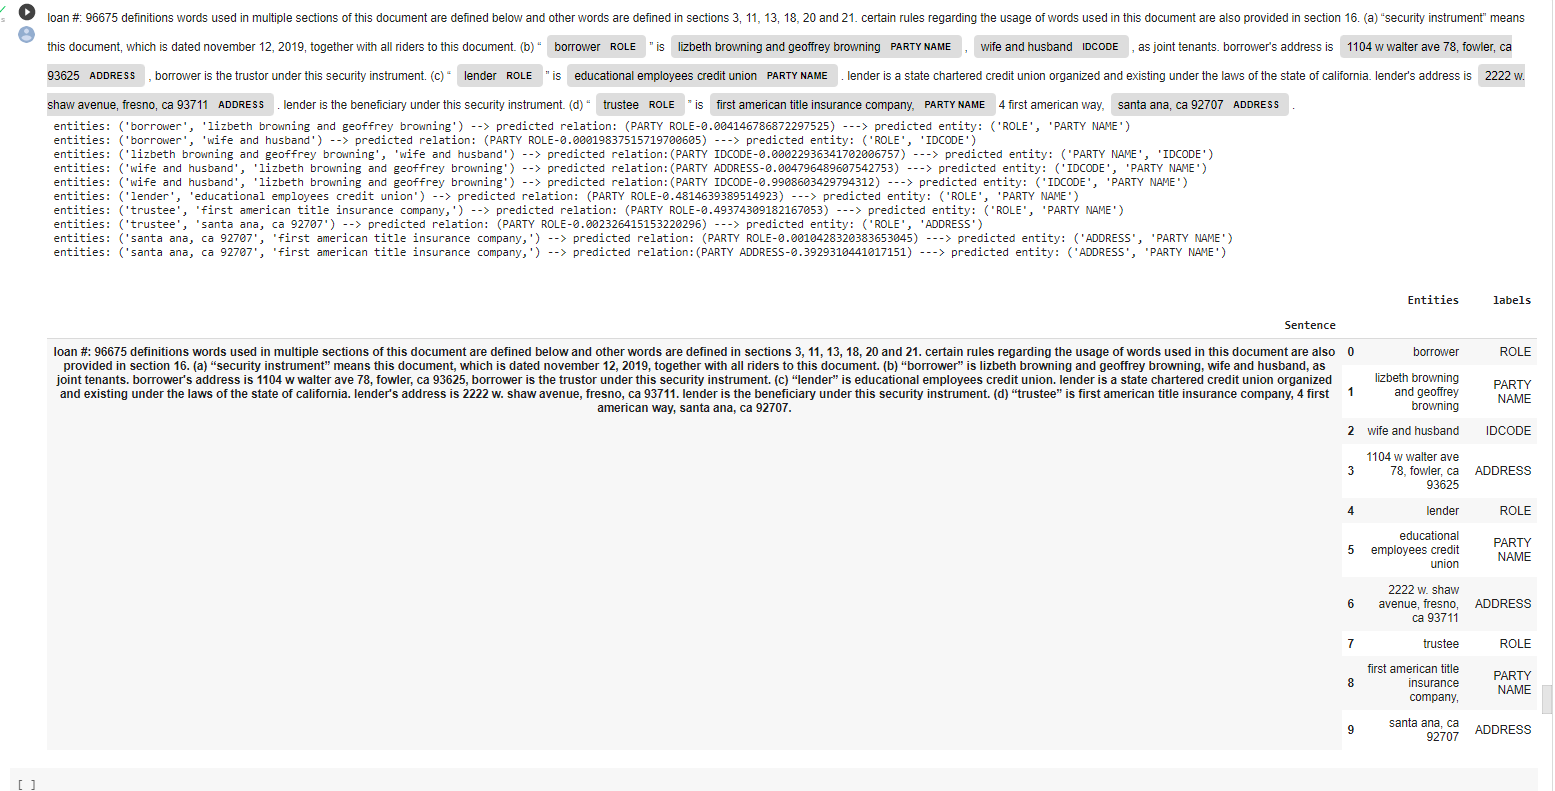 loan #: 96675 definitions words used in multiple sections of this document are defined below and other words are defined in sections 3, 11, 13, 18, 20 and 21. certain rules regarding the usage of words used in this document are also provided in section 16. (a) “security instrument” means
this document, which is dated november 12, 2019, together with all riders to this document. (b) “ borrower ROLE ” is lizbeth browning and geoffrey browning PARTY NAME , wife and husband IDCODE , as joint tenants. borrower's address is 1104 w walter ave 78, fowler, ca
93625 ADDRESS , borrower is the trustor under this security instrument. (c) “ lender ROLE ” is educational employees credit union PARTY NAME . lender is a state chartered credit union organized and existing under the laws of the state of california. lender's address is 2222 w.
shaw avenue, fresno, ca 93711 ADDRESS . lender is the beneficiary under this security instrument. (d) “ trustee ROLE ” is first american title insurance company, PARTY NAME 4 first american way, santa ana, ca 92707 ADDRESS .
entities: ('borrower', 'lizbeth browning and geoffrey browning') --> predicted relation: (PARTY ROLE-0.004146786872297525) ---> predicted entity: ('ROLE', 'PARTY NAME')
entities: ('borrower', 'wife and husband') --> predicted relation: (PARTY ROLE-0.00019837515719700605) ---> predicted entity: ('ROLE', 'IDCODE')
entities: ('lizbeth browning and geoffrey browning', 'wife and husband') --> predicted relation:(PARTY IDCODE-0.00022936341702006757) ---> predicted entity: ('PARTY NAME', 'IDCODE')
entities: ('wife and husband', 'lizbeth browning and geoffrey browning') --> predicted relation:(PARTY ADDRESS-0.004796489607542753) ---> predicted entity: ('IDCODE', 'PARTY NAME')
entities: ('wife and husband', 'lizbeth browning and geoffrey browning') --> predicted relation:(PARTY IDCODE-0.9908603429794312) ---> predicted entity: ('IDCODE', 'PARTY NAME')
entities: ('lender', 'educational employees credit union') --> predicted relation: (PARTY ROLE-0.4814639389514923) ---> predicted entity: ('ROLE', 'PARTY NAME')
entities: ('trustee', 'first american title insurance company,') --> predicted relation: (PARTY ROLE-0.49374309182167053) ---> predicted entity: ('ROLE', 'PARTY NAME')
entities: ('trustee', 'santa ana, ca 92707') --> predicted relation: (PARTY ROLE-0.002326415153220296) ---> predicted entity: ('ROLE', 'ADDRESS')
entities: ('santa ana, ca 92707', 'first american title insurance company,') --> predicted relation: (PARTY ROLE-0.0010428320383653045) ---> predicted entity: ('ADDRESS', 'PARTY NAME')
entities: ('santa ana, ca 92707', 'first american title insurance company,') --> predicted relation:(PARTY ADDRESS-0.3929310441017151) ---> predicted entity: ('ADDRESS', 'PARTY NAME')
Entities labels
Sentence
loan #: 96675 definitions words used in multiple sections of this document are defined below and other words are defined in sections 3, 11, 13, 18, 20 and 21. certain rules regarding the usage of words used in this document are also
provided in section 16. (a) “security instrument” means this document, which is dated november 12, 2019, together with all riders to this document. (b) “borrower” is lizbeth browning and geoffrey browning, wife and husband, as
joint tenants. borrower's address is 1104 w walter ave 78, fowler, ca 93625, borrower is the trustor under this security instrument. (c) “lender” is educational employees credit union. lender is a state chartered credit union organized
and existing under the laws of the state of california. lender's address is 2222 w. shaw avenue, fresno, ca 93711. lender is the beneficiary under this security instrument. (d) “trustee” is first american title insurance company, 4 first
american way, santa ana, ca 92707.
0 borrower ROLE
lizbeth browning
1 and geoffrey PARTY NAME
browning
2 wife and husband IDCODE
1104 w walter ave
3 78, fowler, ca ADDRESS
93625
4 lender ROLE
educational
5 employees credit PARTY NAME
union
2222 w. shaw
6 avenue, fresno, ADDRESS
ca 93711
7 trustee ROLE
first american title
8 insurance PARTY NAME
company,
9 santa ana, ca ADDRESS
92707
[ ]